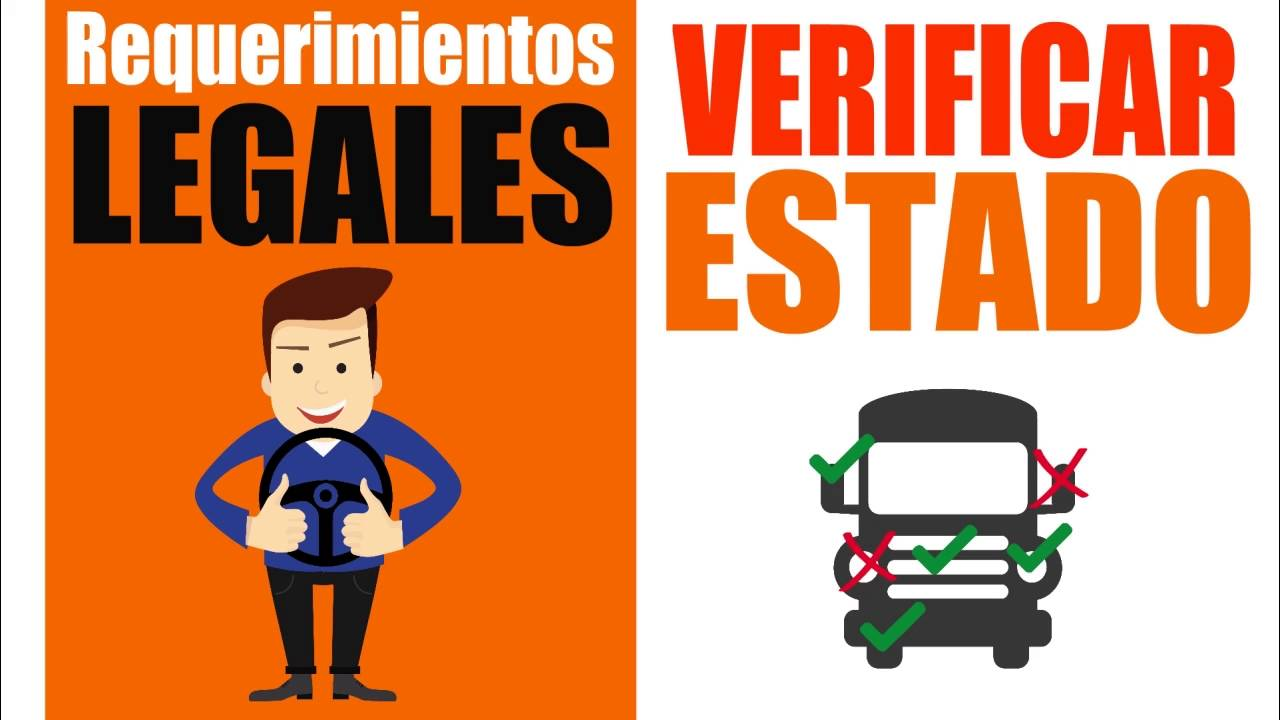 Requerimientos
LEGALES
VERIFICAR
ESTADO